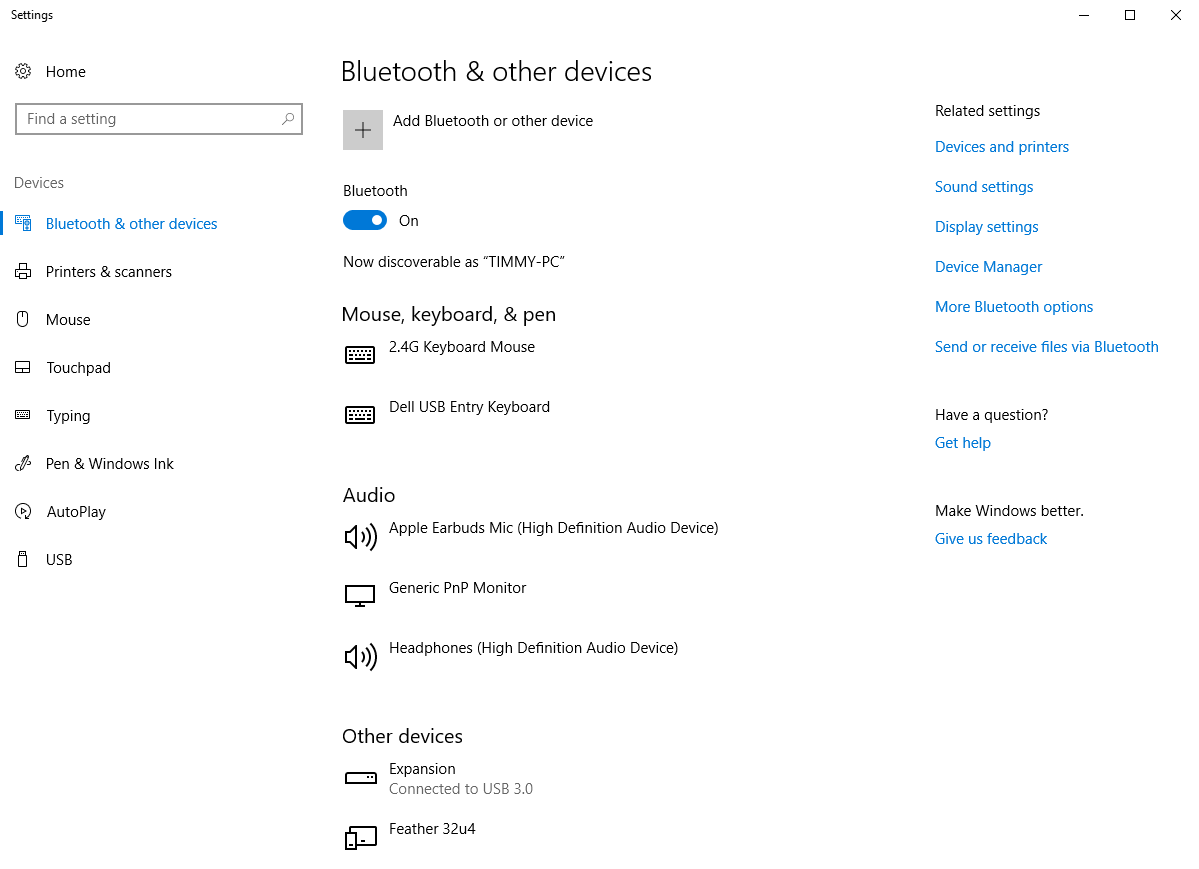 Settings
Home
Find a setting
Devices
Bluetooth & other devices
Printers & scanners
Mouse
Touchpad
Typing
Pen & Windows Ink
AutoPlay
USB
Bluetooth & other devices
Add Bluetooth or other device
Bluetooth
On
Now discoverable as “TIMMY-PC”
Mouse, keyboard, & pen
2.4G Keyboard Mouse
Dell USB Entry Keyboard
Audio
Apple Earbuds Mic (High Definition Audio Device)
Generic PnP Monitor
Headphones (High Definition Audio Device)
Other devices
Expansion
Connected to USB 3.0
Feather 32u4
Related settings
Devices and printers
Sound settings
Display settings
Device Manager
More Bluetooth options
Send or receive files via Bluetooth
Have a question?
Get help
Make Windows better.
Give us feedback